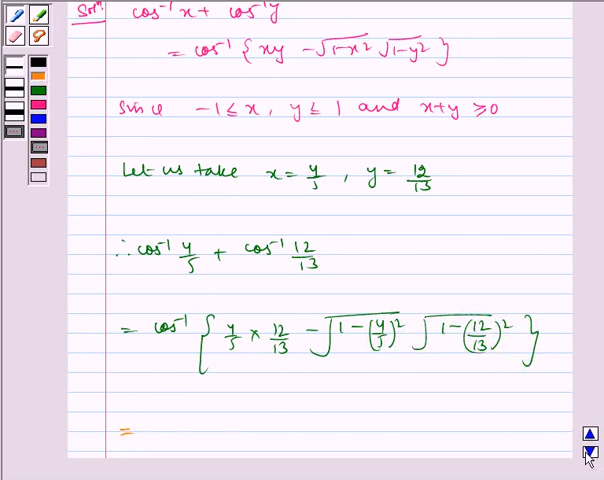 Soln.
cos⁻¹x + cos⁻¹y
= cos⁻¹ { xy − √1−x² √1−y² }
Since −1 ≤ x, y ≤ 1 and x+y ≥ 0
Let us take x = 4/5 , y = 12/13
∴ cos⁻¹ 4/5 + cos⁻¹ 12/13
= cos⁻¹ { 4/5 × 12/13 − √1−(4/5)² √1−(12/13)² }
=